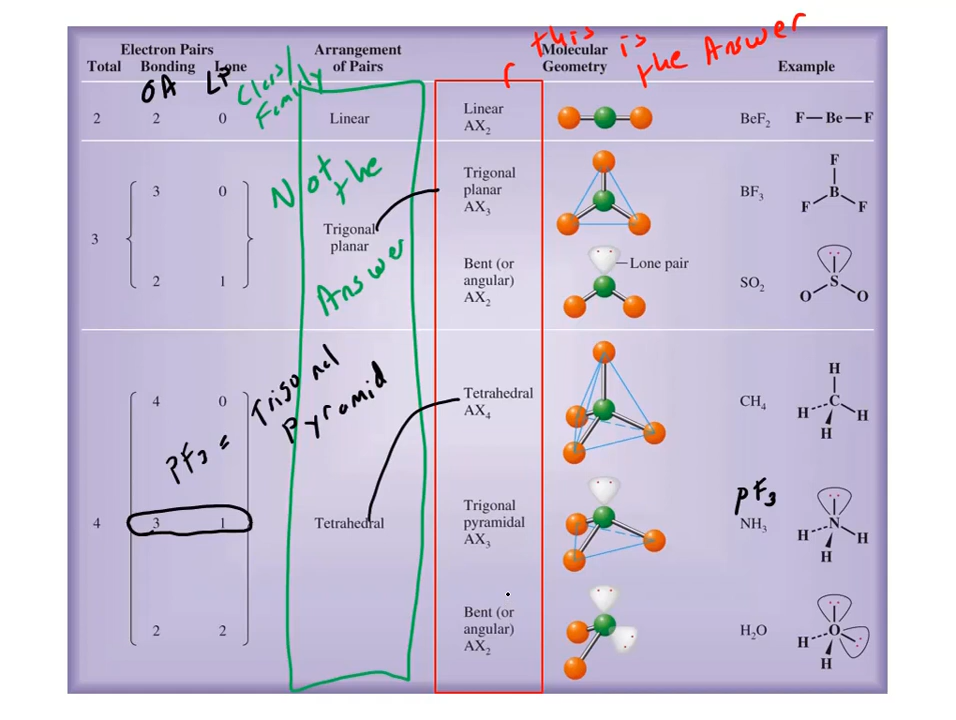 this is
the Answer
Electron Pairs
Total Bonding Lone
Arrangement
of Pairs
Molecular
Geometry
Example
OA LP
Class/
Family
2 2 0 Linear
Linear
AX2
BeF2 F—Be—F
Not the
Answer
3
3 0
Trigonal
planar
Trigonal
planar
AX3
BF3
F
B
F F
2 1
Bent (or
angular)
AX2
Lone pair
SO2
S
O O
PF3 = Trigonal
Pyramid
4
4 0
Tetrahedral
AX4
CH4
H
H C H
H
3 1
Tetrahedral
Trigonal
pyramidal
AX3
PF3
NH3
H N H
H
2 2
Bent (or
angular)
AX2
H2O
H O
H